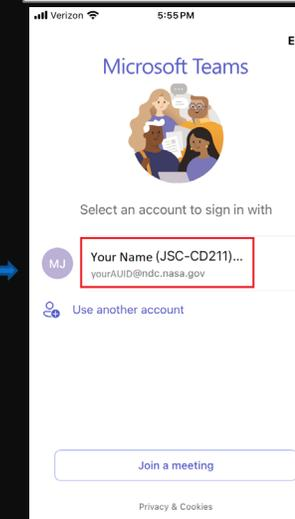 Verizon 5:55 PM
E
Microsoft Teams
Select an account to sign in with
MJ
Your Name (JSC-CD211)...
yourAUID@ndc.nasa.gov
Use another account
Join a meeting
Privacy & Cookies